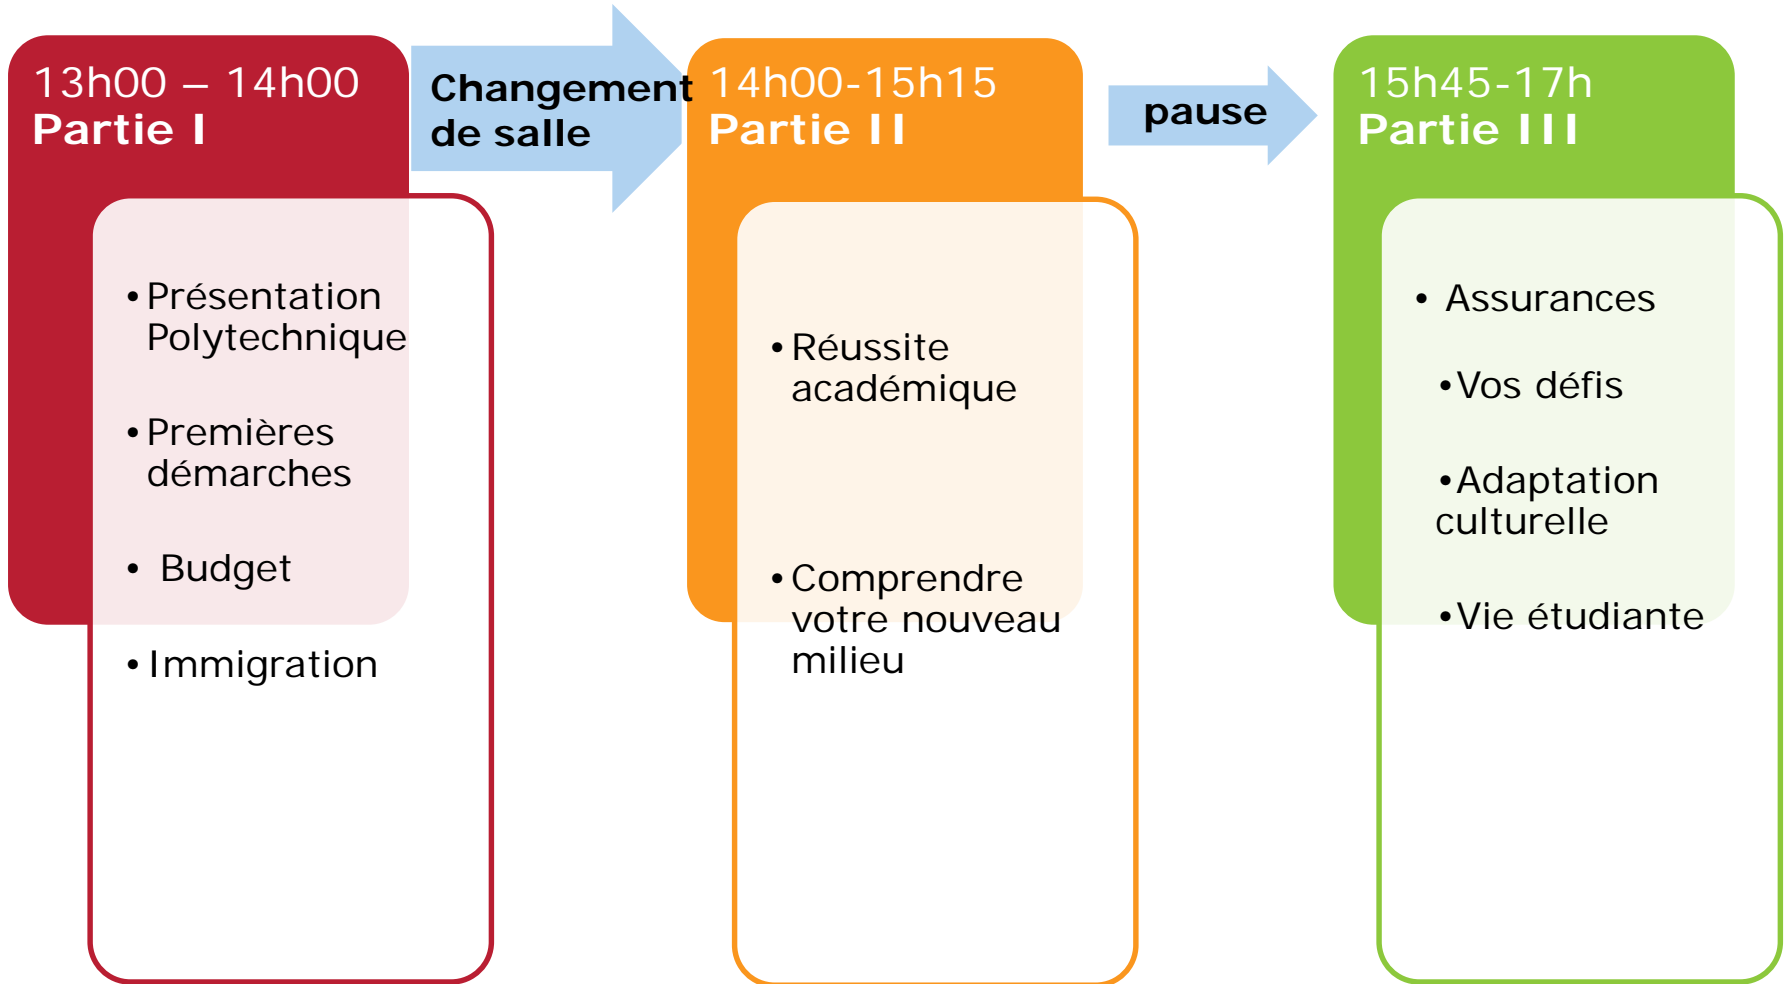 13h00 – 14h00
Partie I
• Présentation
Polytechnique
• Premières
démarches
• Budget
• Immigration
Changement
de salle
14h00-15h15
Partie II
• Réussite
académique
• Comprendre
votre nouveau
milieu
pause
15h45-17h
Partie III
• Assurances
•Vos défis
•Adaptation
culturelle
•Vie étudiante